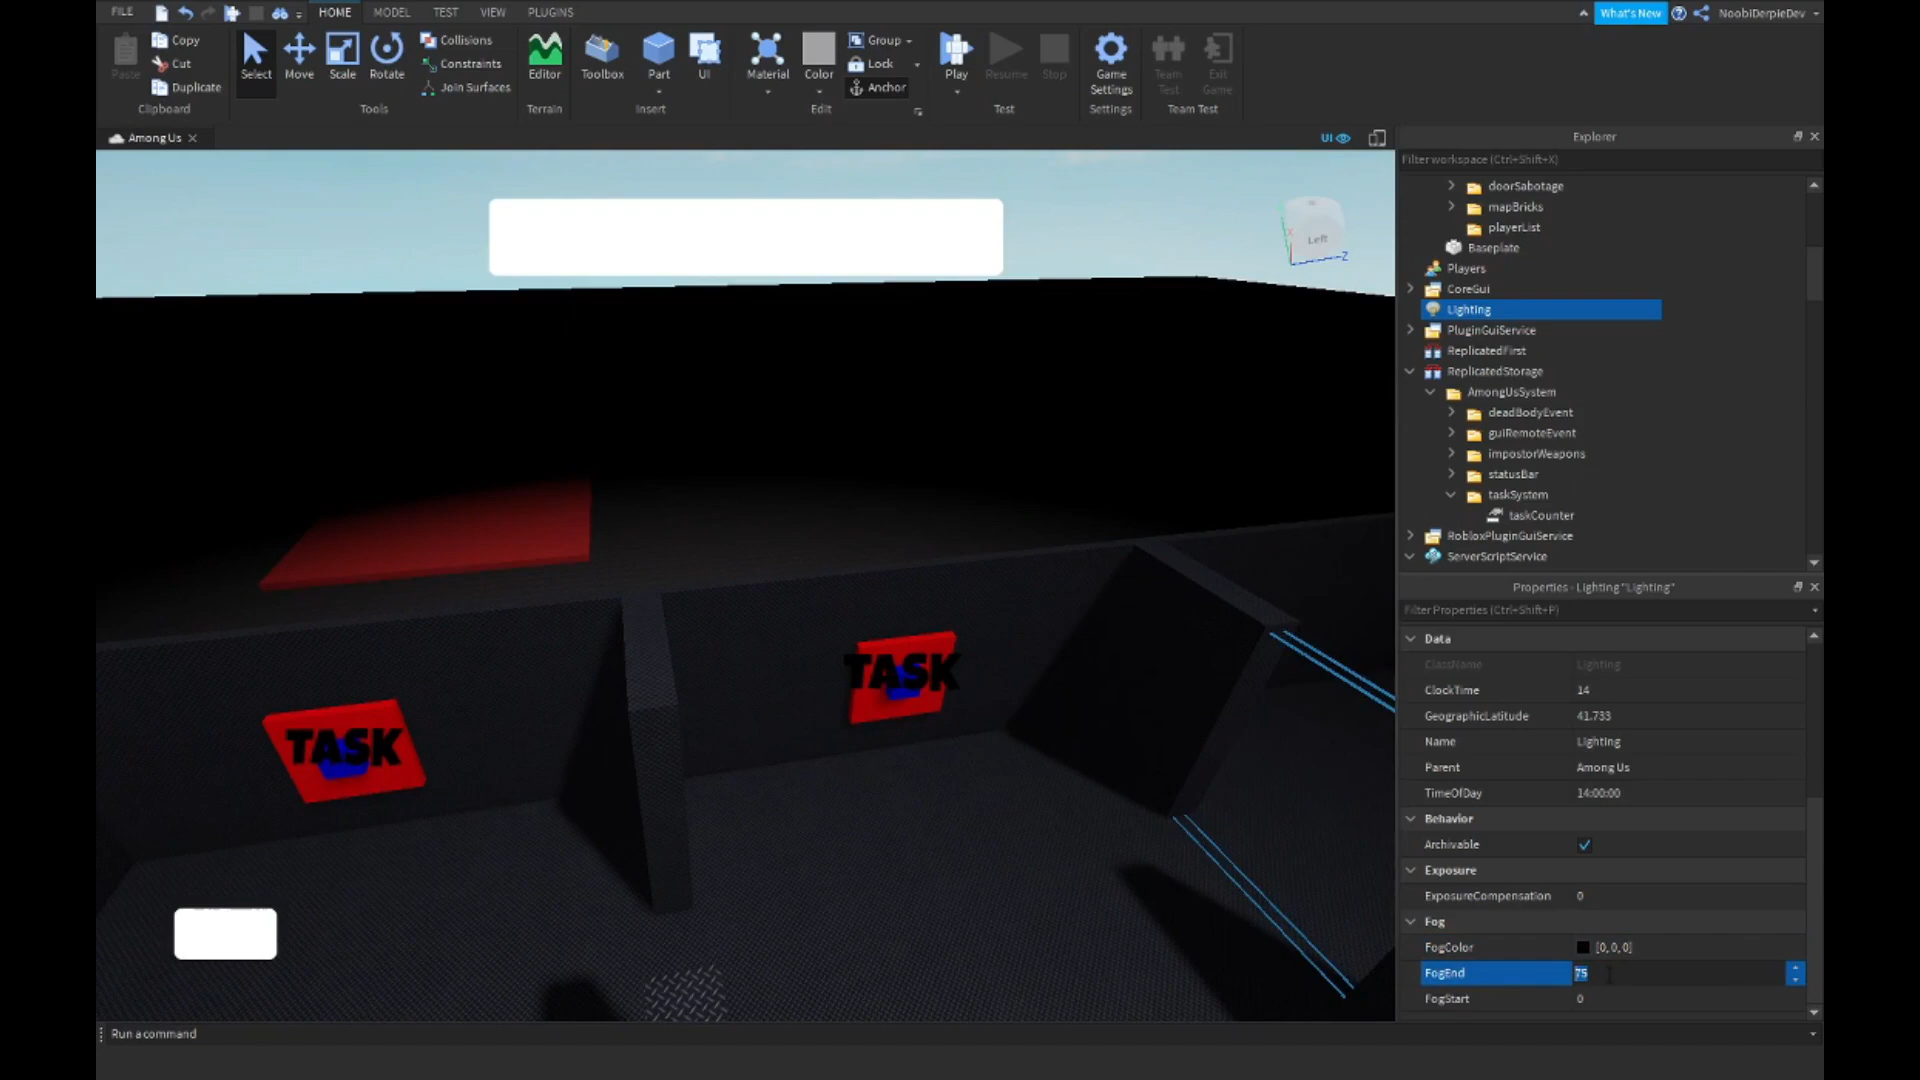 FILE HOME MODEL TEST VIEW PLUGINS What's New NoobiDerpieDev
Paste Copy Cut Duplicate Clipboard
Select Move Scale Rotate Collisions Constraints Join Surfaces Tools
Editor Terrain
Toolbox Part UI Insert
Material Color Group Lock Anchor Edit
Play Resume Stop Test
Game Settings Settings
Team Test Exit Game Team Test
Among Us UI
Left
X
Z
TASK
TASK
Run a command
Explorer
Filter workspace (Ctrl+Shift+X)
doorSabotage
mapBricks
playerList
Baseplate
Players
CoreGui
Lighting
PluginGuiService
ReplicatedFirst
ReplicatedStorage
AmongUsSystem
deadBodyEvent
guiRemoteEvent
impostorWeapons
statusBar
taskSystem
taskCounter
RobloxPluginGuiService
ServerScriptService
Properties - Lighting "Lighting"
Filter Properties (Ctrl+Shift+P)
Data
ClassName Lighting
ClockTime 14
GeographicLatitude 41.733
Name Lighting
Parent Among Us
TimeOfDay 14:00:00
Behavior
Archivable
Exposure
ExposureCompensation 0
Fog
FogColor [0,0,0]
FogEnd 75
FogStart 0